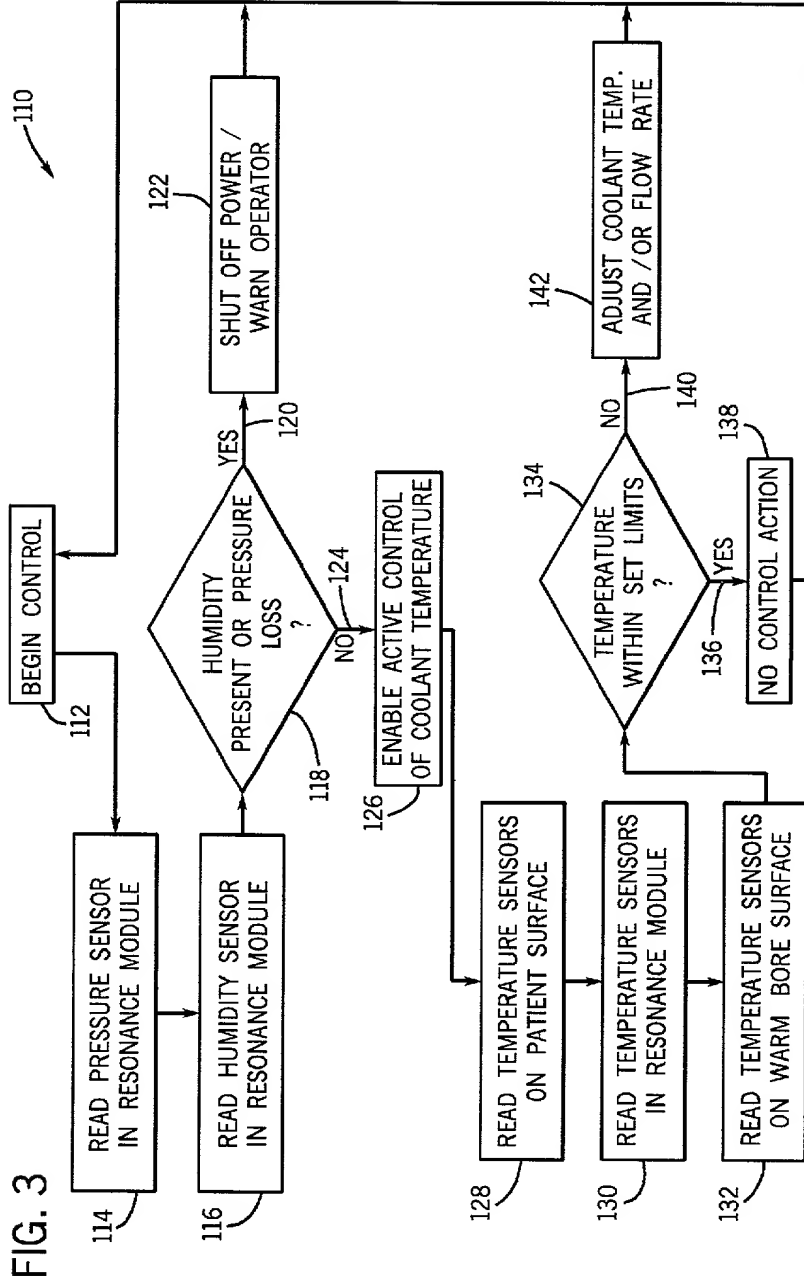 FIG. 3
110
BEGIN CONTROL
112
READ PRESSURE SENSOR
IN RESONANCE MODULE
114
READ HUMIDITY SENSOR
IN RESONANCE MODULE
116
HUMIDITY
PRESENT OR PRESSURE
LOSS
?
118
YES
120
SHUT OFF POWER /
WARN OPERATOR
122
NO
124
ENABLE ACTIVE CONTROL
OF COOLANT TEMPERATURE
126
READ TEMPERATURE SENSORS
ON PATIENT SURFACE
128
READ TEMPERATURE SENSORS
IN RESONANCE MODULE
130
READ TEMPERATURE SENSORS
ON WARM BORE SURFACE
132
TEMPERATURE
WITHIN SET LIMITS
?
134
YES
136
NO CONTROL ACTION
138
NO
140
ADJUST COOLANT TEMP.
AND /OR FLOW RATE
142